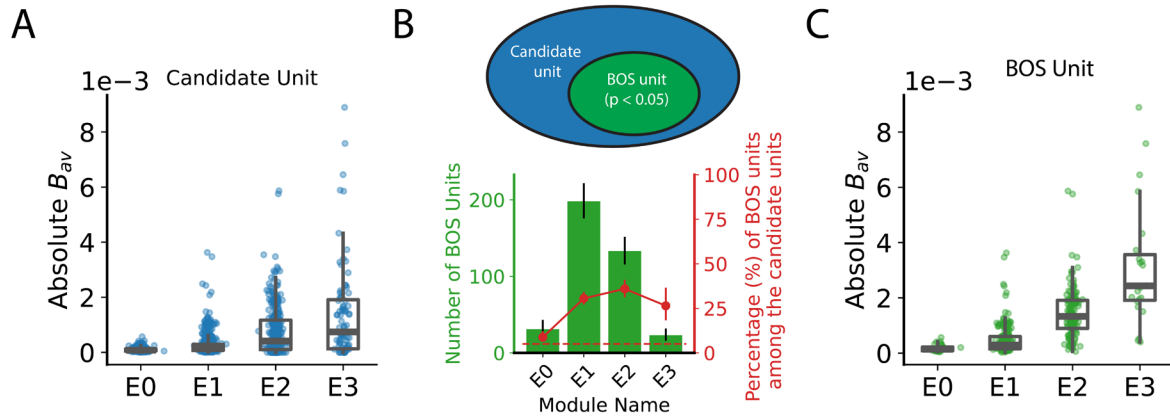 A
Candidate Unit
1e−3
Absolute B_av
8
6
4
2
0
E0 E1 E2 E3
B
Candidate
unit
BOS unit
(p < 0.05)
Number of BOS Units
200
100
0
Percentage (%) of BOS units
among the candidate units
100
75
50
25
0
E0 E1 E2 E3
Module Name
C
BOS Unit
1e−3
Absolute B_av
8
6
4
2
0
E0 E1 E2 E3